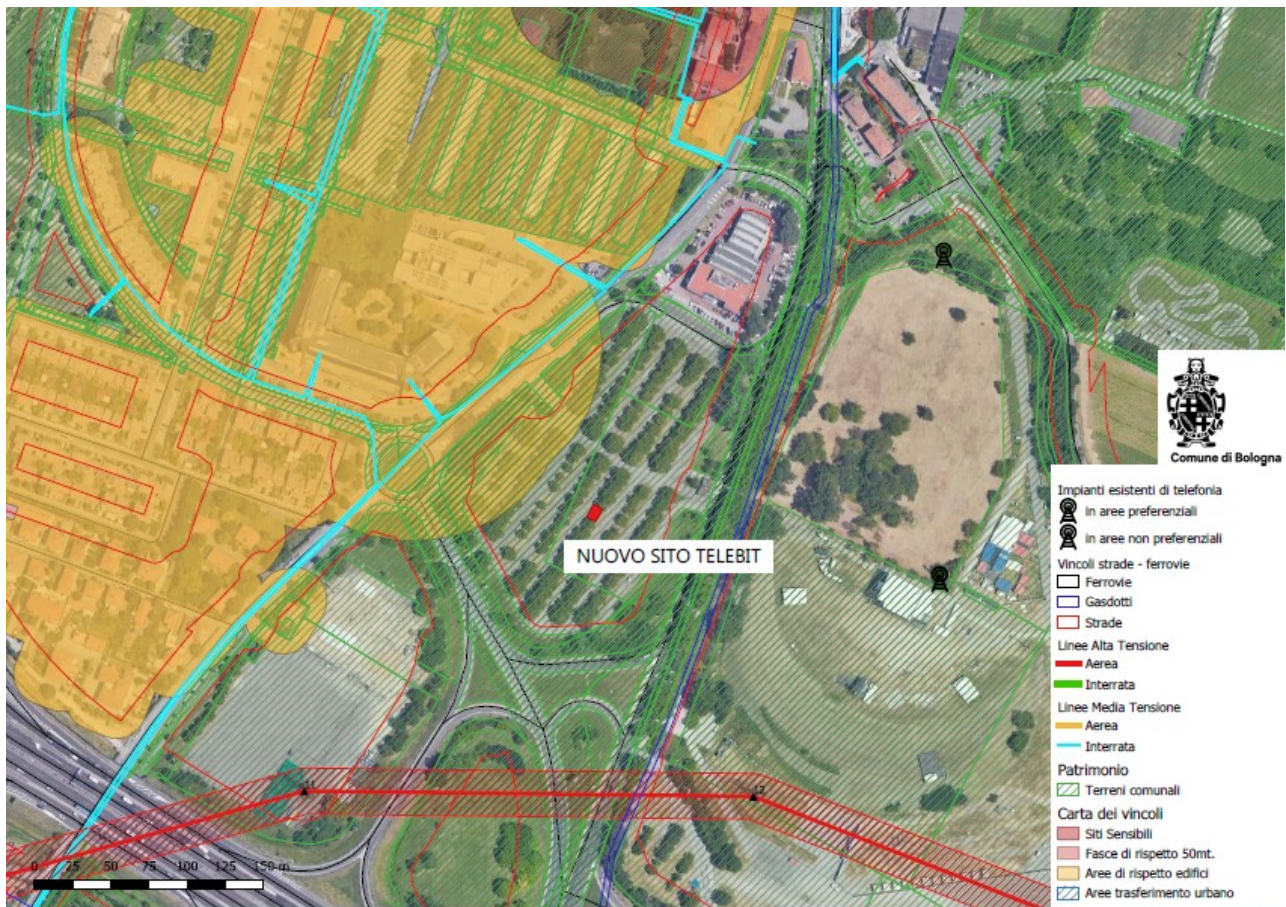 NUOVO SITO TELEBIT
11
12
0 25 50 75 100 125 150 m
Comune di Bologna
Impianti esistenti di telefonia
in aree preferenziali
in aree non preferenziali
Vincoli strade - ferrovie
Ferrovie
Gasdotti
Strade
Linee Alta Tensione
Aerea
Interrata
Linee Media Tensione
Aerea
Interrata
Patrimonio
Terreni comunali
Carta dei vincoli
Siti Sensibili
Fasce di rispetto 50mt.
Aree di rispetto edifici
Aree trasferimento urbano